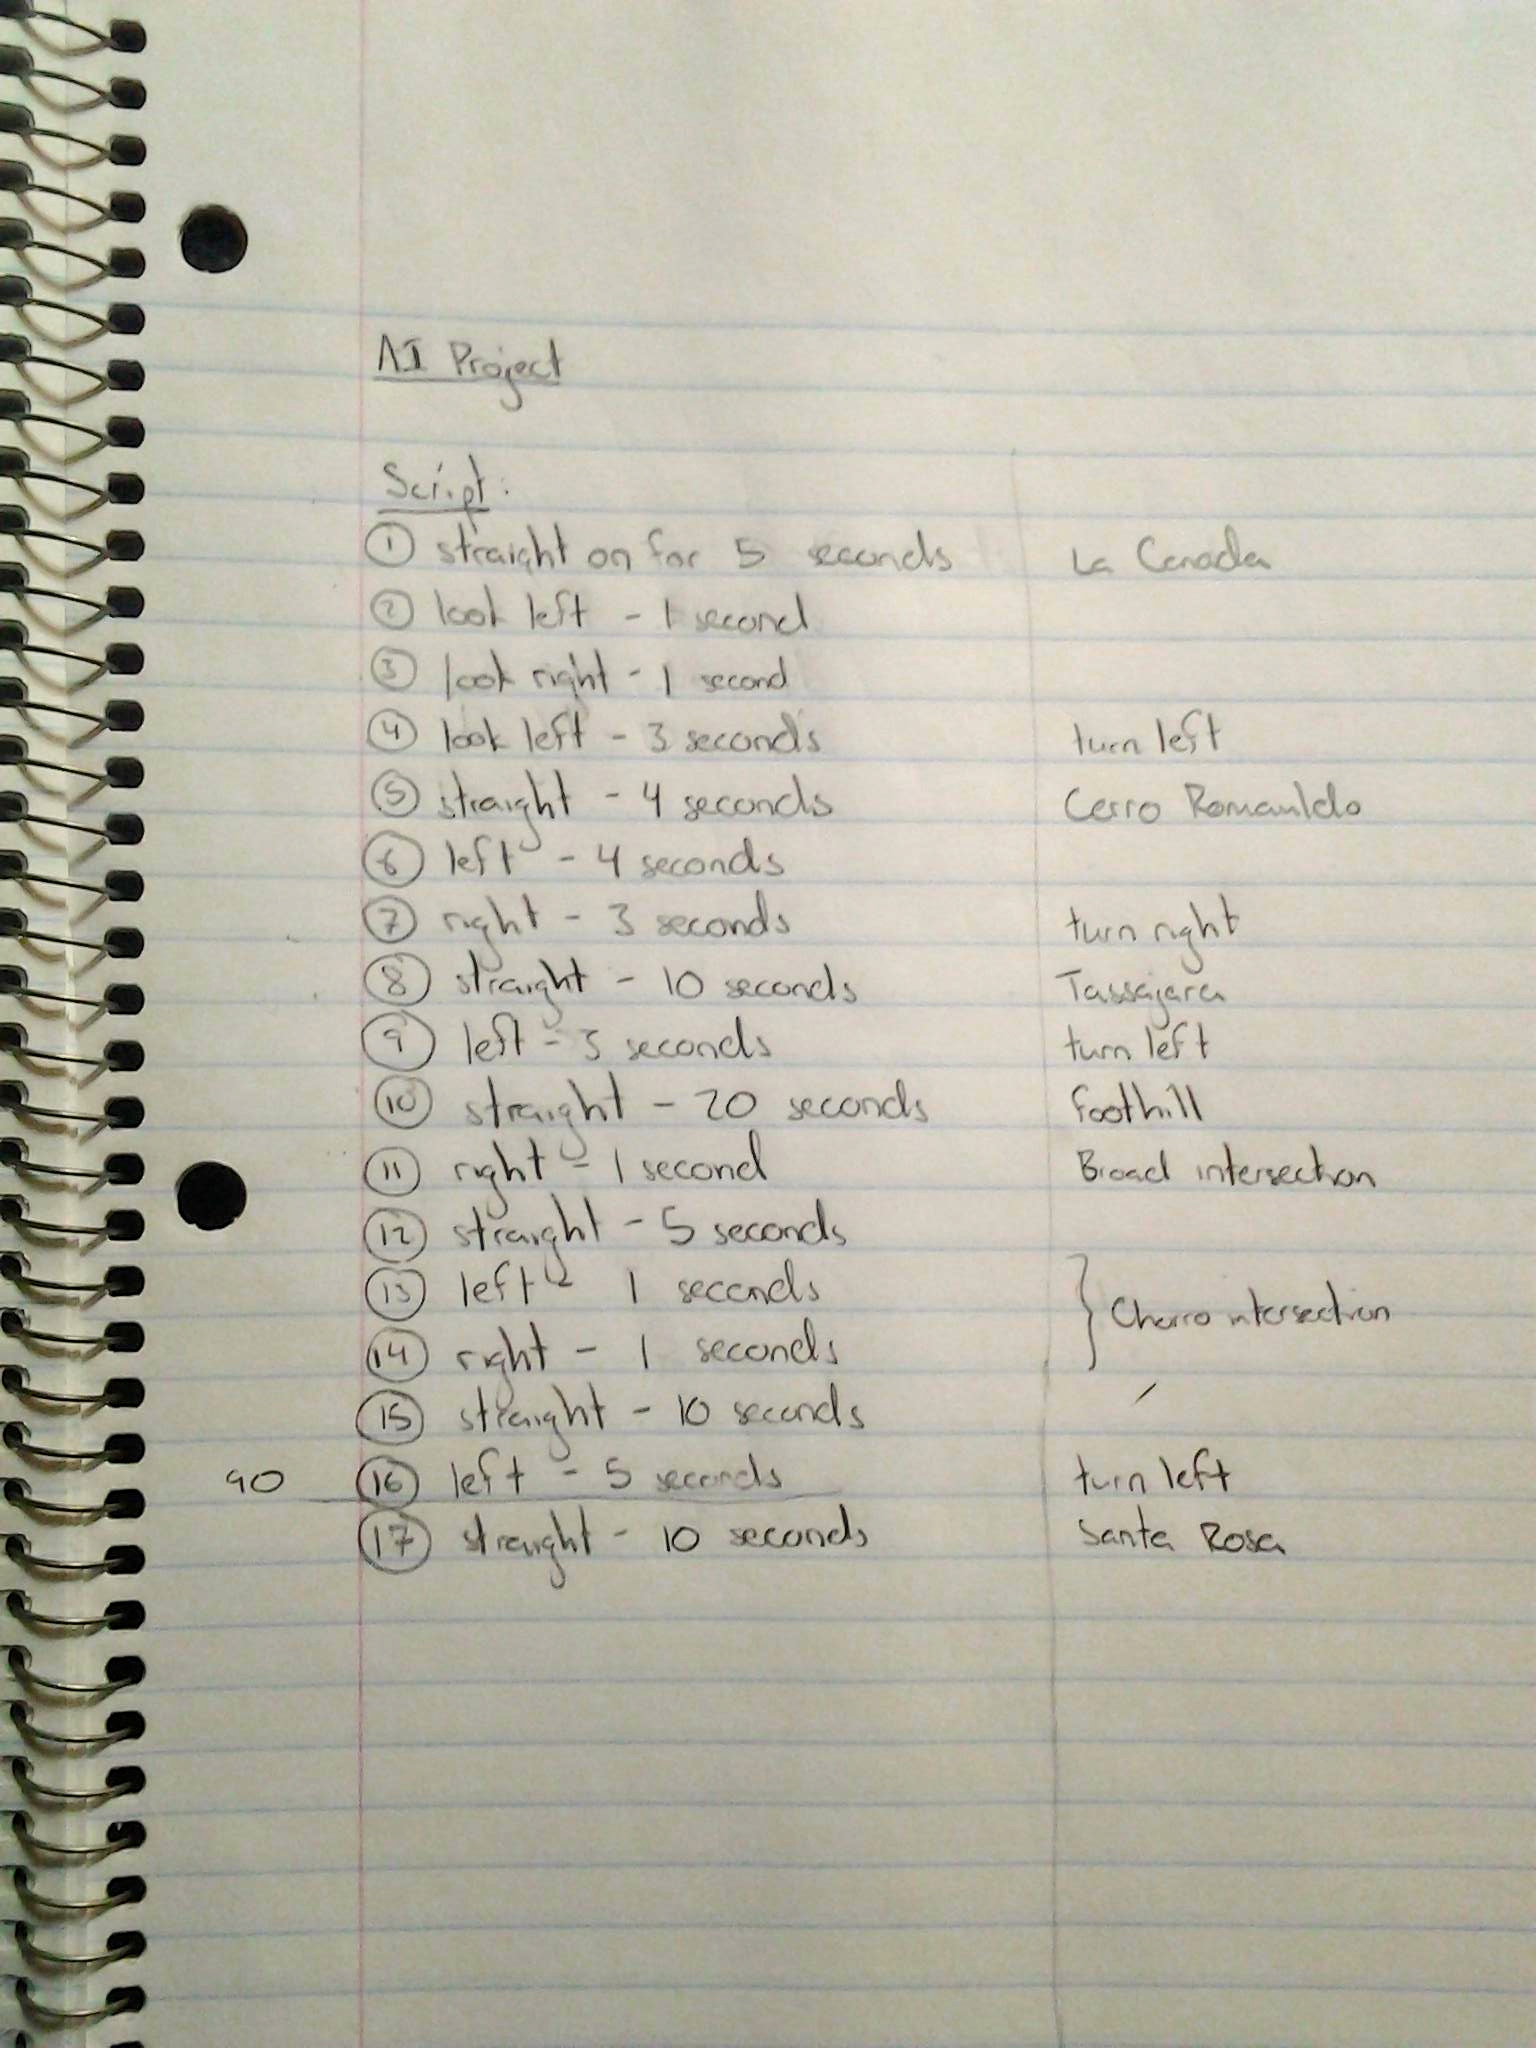 AI Project
Script:
1 straight on for 5 seconds La Canada
2 look left - 1 second
3 look right - 1 second
4 look left - 3 seconds turn left
5 straight - 4 seconds Cerro Romauldo
6 left - 4 seconds
7 right - 3 seconds turn right
8 straight - 10 seconds Tassajara
9 left - 3 seconds turn left
10 straight - 20 seconds foothill
11 right - 1 second Broad intersection
12 straight - 5 seconds
13 left - 1 seconds
} Chorro intersection
14 right - 1 seconds
15 straight - 10 seconds
90 16 left - 5 seconds turn left
17 straight - 10 seconds Santa Rosa